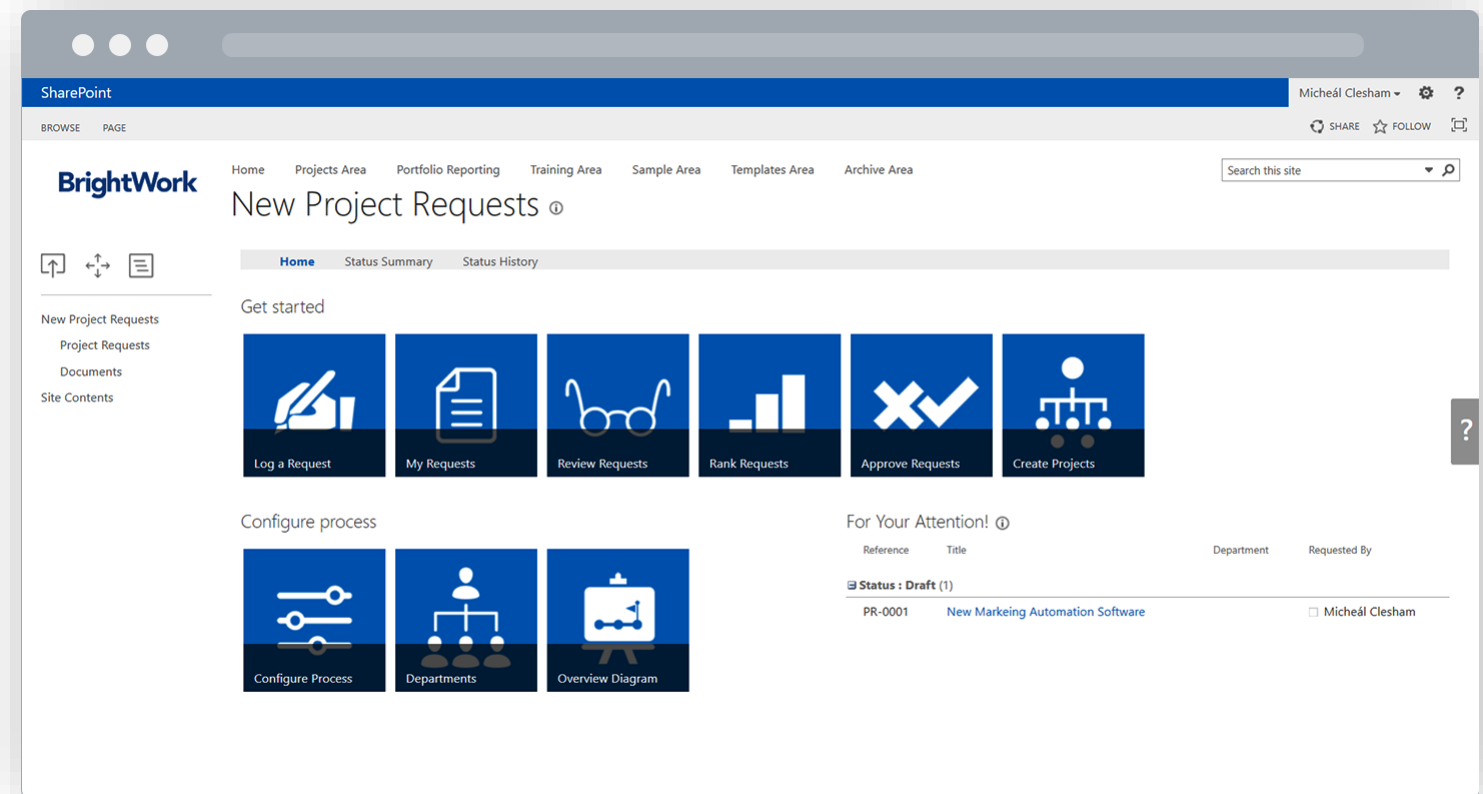 SharePoint
Micheál Clesham
?
BROWSE PAGE
SHARE FOLLOW
BrightWork
Home Projects Area Portfolio Reporting Training Area Sample Area Templates Area Archive Area
Search this site
New Project Requests
Home Status Summary Status History
New Project Requests
Project Requests
Documents
Site Contents
Get started
Log a Request
My Requests
Review Requests
Rank Requests
Approve Requests
Create Projects
?
Configure process
Configure Process
Departments
Overview Diagram
For Your Attention!
Reference Title Department Requested By
Status : Draft (1)
PR-0001 New Markeing Automation Software Micheál Clesham